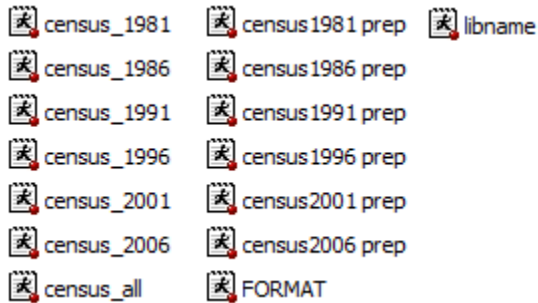 census_1981
census_1986
census_1991
census_1996
census_2001
census_2006
census_all
census1981 prep
census1986 prep
census1991 prep
census1996 prep
census2001 prep
census2006 prep
FORMAT
libname